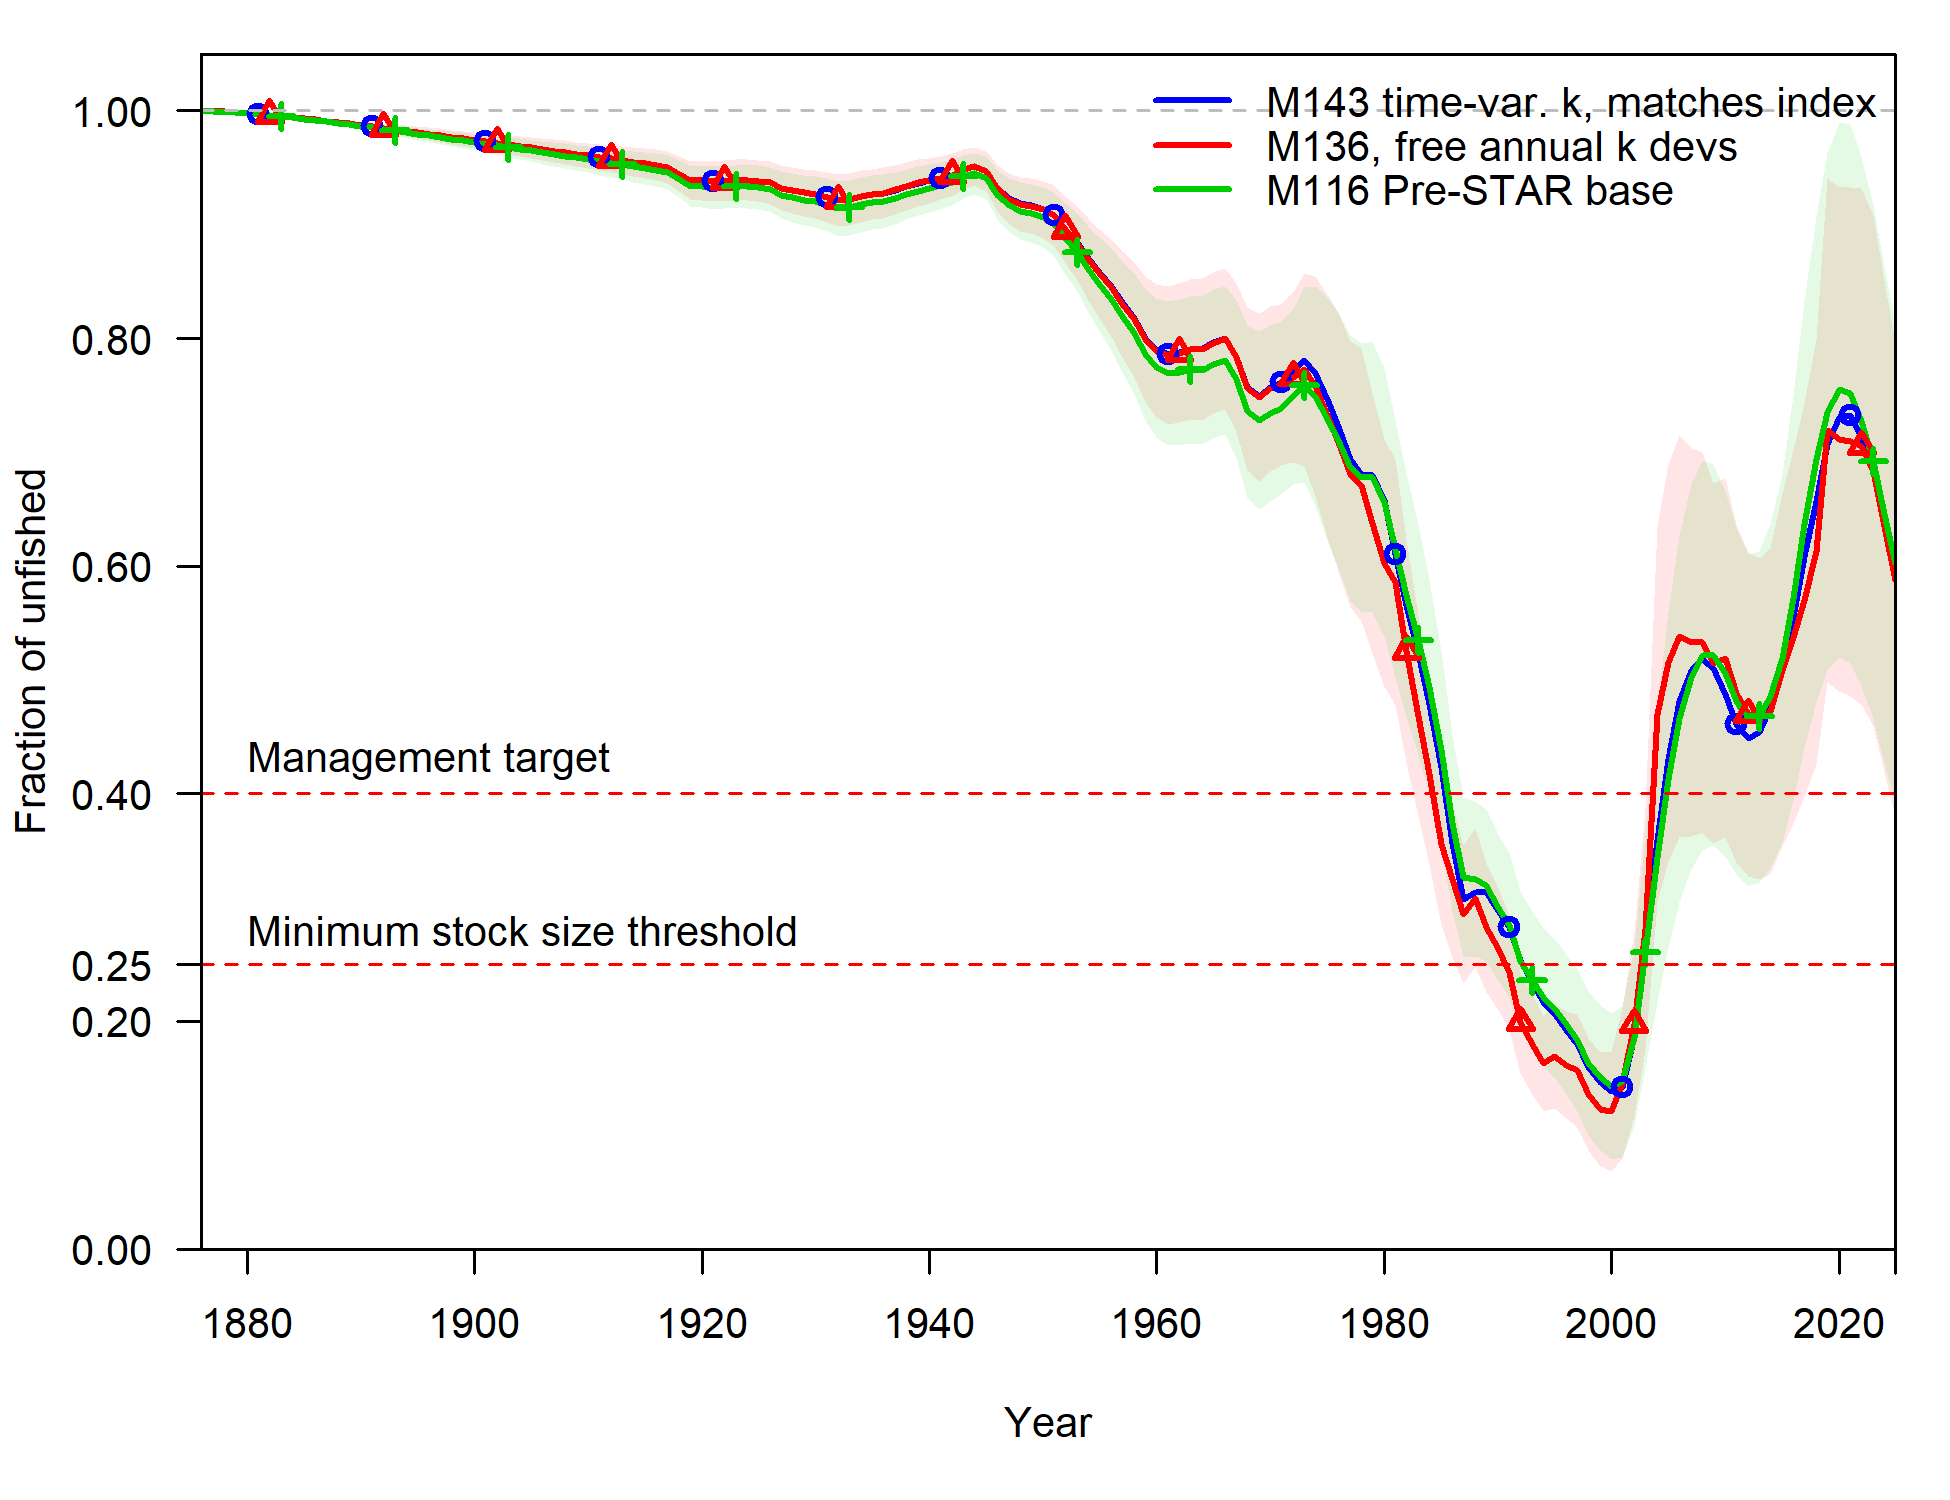 M143 time-var. k, matches index
M136, free annual k devs
M116 Pre-STAR base
1.00
0.80
0.60
0.40
0.25
0.20
0.00
Fraction of unfished
Management target
Minimum stock size threshold
1880 1900 1920 1940 1960 1980 2000 2020
Year